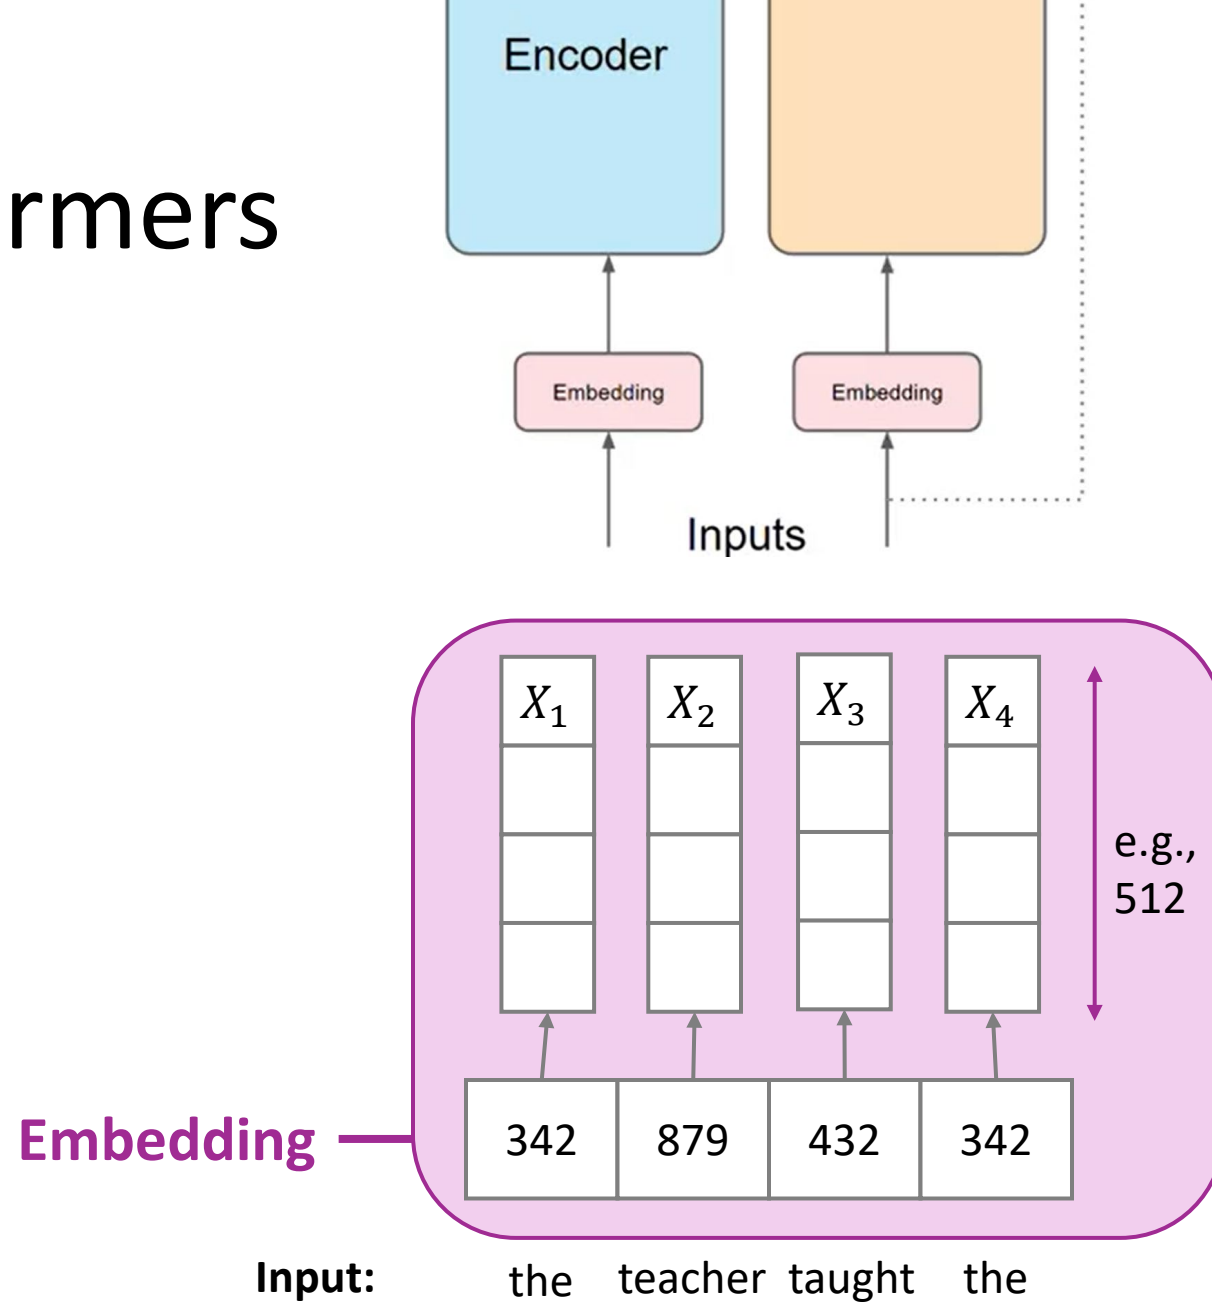 Encoder
rmers
Embedding Embedding
Inputs
X₁ X₂ X₃ X₄
e.g.,
512
Embedding 342 879 432 342
Input: the teacher taught the